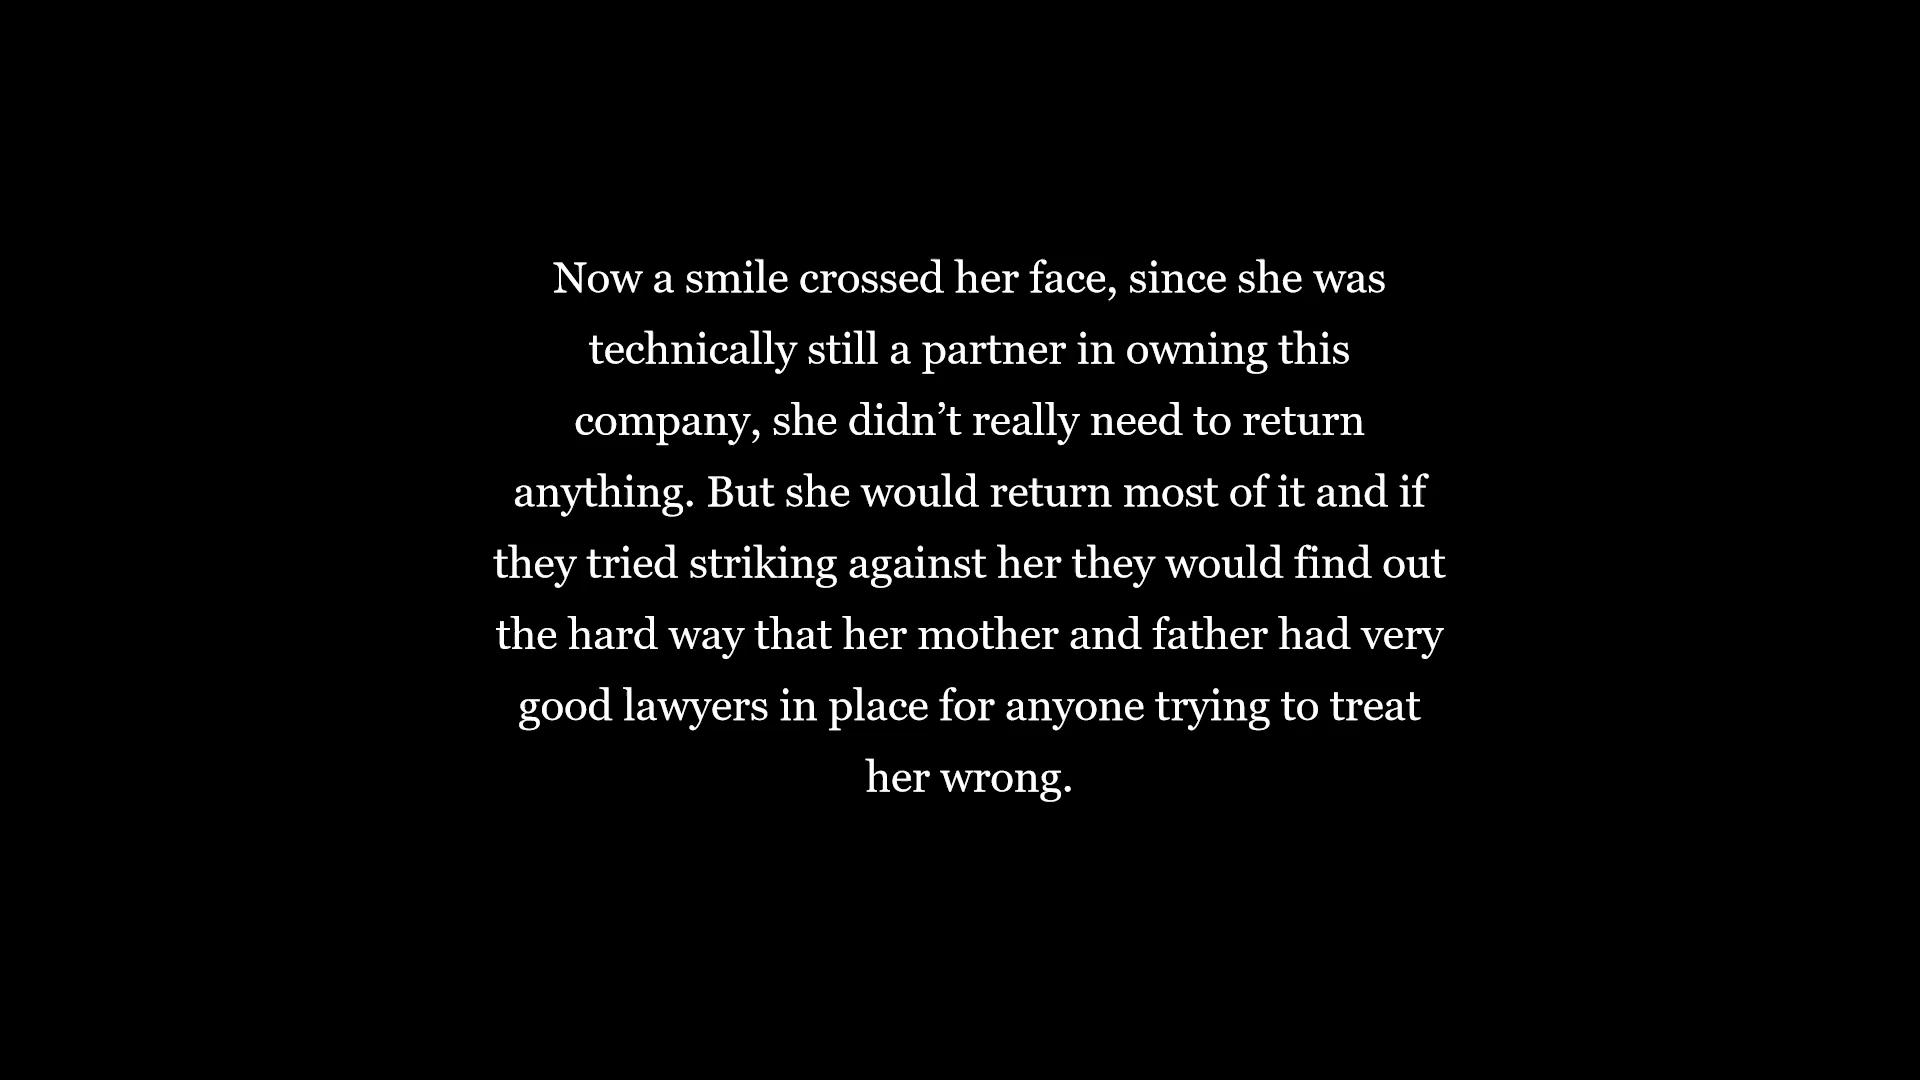 Now a smile crossed her face, since she was
technically still a partner in owning this
company, she didn’t really need to return
anything. But she would return most of it and if
they tried striking against her they would find out
the hard way that her mother and father had very
good lawyers in place for anyone trying to treat
her wrong.